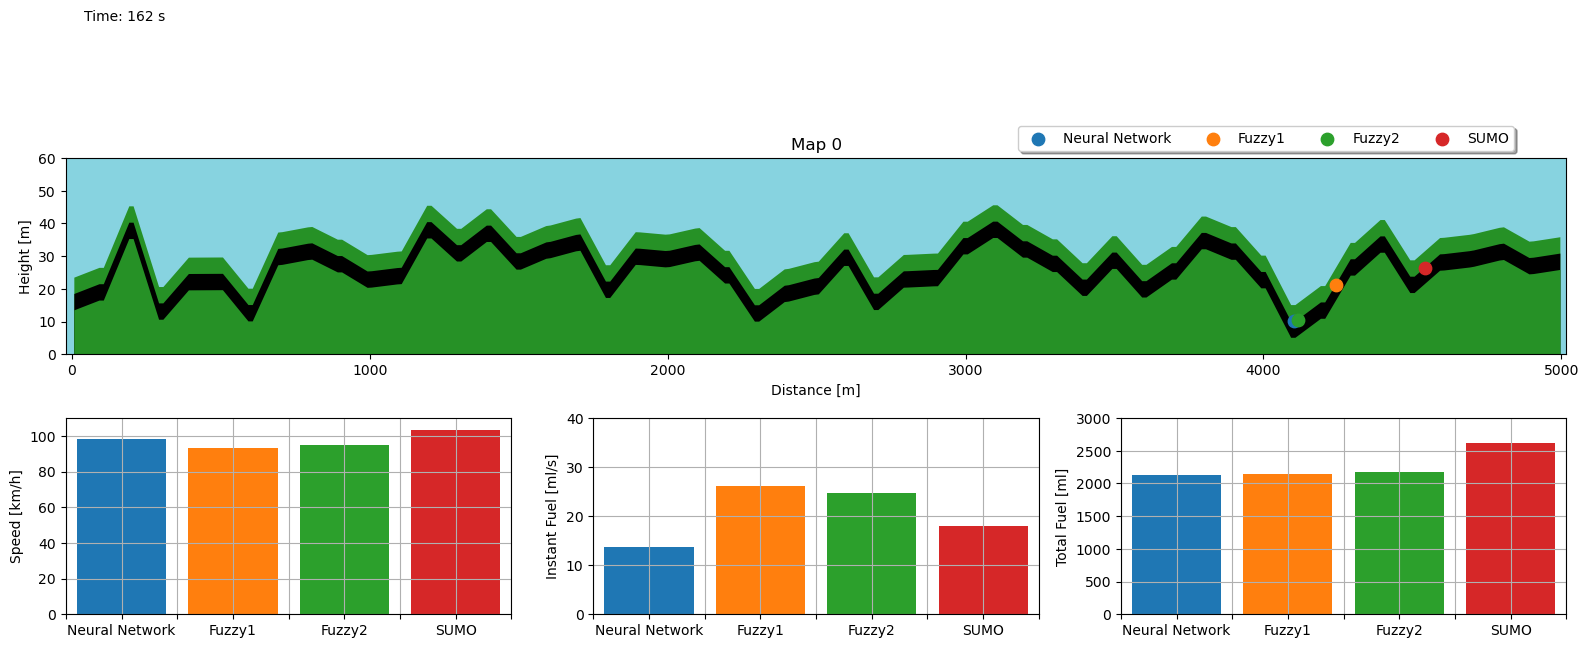 Time: 162 s
Map 0
Neural Network Fuzzy1 Fuzzy2 SUMO
Height [m]
60
50
40
30
20
10
0
0 1000 2000 3000 4000 5000
Distance [m]
Speed [km/h]
100
80
60
40
20
0
Neural Network Fuzzy1 Fuzzy2 SUMO
Instant Fuel [ml/s]
40
30
20
10
0
Neural Network Fuzzy1 Fuzzy2 SUMO
Total Fuel [ml]
3000
2500
2000
1500
1000
500
0
Neural Network Fuzzy1 Fuzzy2 SUMO